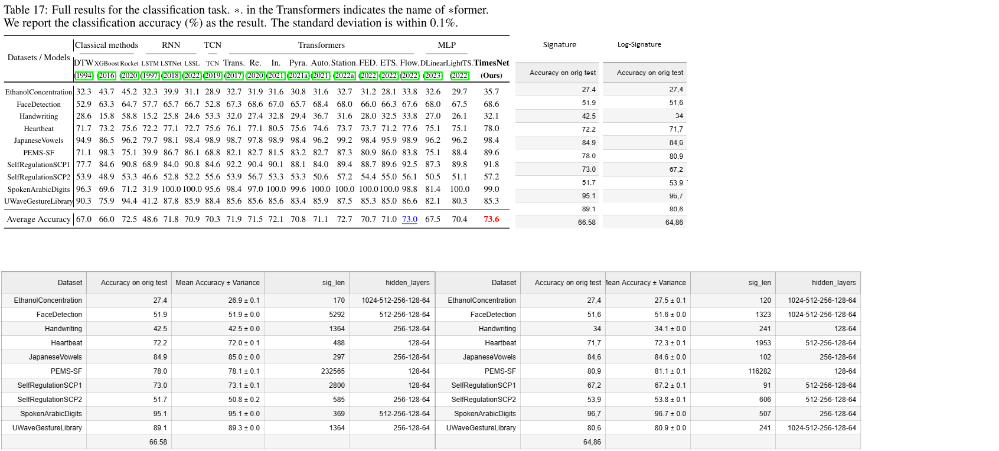 Table 17: Full results for the classification task. ∗. in the Transformers indicates the name of ∗former.
We report the classification accuracy (%) as the result. The standard deviation is within 0.1%.
Datasets / Models Classical methods RNN TCN Transformers MLP Signature Log-Signature
DTW XGBoost Rocket LSTM LSTNet LSSL TCN Trans. Re. In. Pyra. Auto. Station. FED. ETS. Flow. DLinear LightTS. TimesNet
(1994) (2016) (2020) (1997) (2018) (2022) (2019) (2017) (2020) (2021) (2021a) (2021) (2022a) (2022) (2022) (2022) (2023) (2022) (Ours) Accuracy on orig test Accuracy on orig test
EthanolConcentration 32.3 43.7 45.2 32.3 39.9 31.1 28.9 32.7 31.9 31.6 30.8 31.6 32.7 31.2 28.1 33.8 32.6 29.7 35.7 27.4 27,4
FaceDetection 52.9 63.3 64.7 57.7 65.7 66.7 52.8 67.3 68.6 67.0 65.7 68.4 68.0 66.0 66.3 67.6 68.0 67.5 68.6 51.9 51,6
Handwriting 28.6 15.8 58.8 15.2 25.8 24.6 53.3 32.0 27.4 32.8 29.4 36.7 31.6 28.0 32.5 33.8 27.0 26.1 32.1 42.5 34
Heartbeat 71.7 73.2 75.6 72.2 77.1 72.7 75.6 76.1 77.1 80.5 75.6 74.6 73.7 73.7 71.2 77.6 75.1 75.1 78.0 72.2 71,7
JapaneseVowels 94.9 86.5 96.2 79.7 98.1 98.4 98.9 98.7 97.8 98.9 98.4 96.2 99.2 98.4 95.9 98.9 96.2 96.2 98.4 84.9 84,6
PEMS-SF 71.1 98.3 75.1 39.9 86.7 86.1 68.8 82.1 82.7 81.5 83.2 82.7 87.3 80.9 86.0 83.8 75.1 88.4 89.6 78.0 80,9
SelfRegulationSCP1 77.7 84.6 90.8 68.9 84.0 90.8 84.6 92.2 90.4 90.1 88.1 84.0 89.4 88.7 89.6 92.5 87.3 89.8 91.8 73.0 67,2
SelfRegulationSCP2 53.9 48.9 53.3 46.6 52.8 52.2 55.6 53.9 56.7 53.3 53.3 50.6 57.2 54.4 55.0 56.1 50.5 51.1 57.2 51.7 53,9
SpokenArabicDigits 96.3 69.6 71.2 31.9 100.0 100.0 95.6 98.4 97.0 100.0 99.6 100.0 100.0 100.0 100.0 98.8 81.4 100.0 99.0 95.1 96,7
UWaveGestureLibrary 90.3 75.9 94.4 41.2 87.8 85.9 88.4 85.6 85.6 85.6 83.4 85.9 87.5 85.3 85.0 86.6 82.1 80.3 85.3 89.1 80,6
Average Accuracy 67.0 66.0 72.5 48.6 71.8 70.9 70.3 71.9 71.5 72.1 70.8 71.1 72.7 70.7 71.0 73.0 67.5 70.4 73.6 66.58 64,86
Dataset Accuracy on orig test Mean Accuracy ± Variance sig_len hidden_layers Dataset Accuracy on orig test Mean Accuracy ± Variance sig_len hidden_layers
EthanolConcentration 27.4 26.9 ± 0.1 170 1024-512-256-128-64 EthanolConcentration 27,4 27.5 ± 0.1 120 1024-512-256-128-64
FaceDetection 51.9 51.9 ± 0.0 5292 512-256-128-64 FaceDetection 51,6 51.6 ± 0.0 1323 1024-512-256-128-64
Handwriting 42.5 42.5 ± 0.0 1364 256-128-64 Handwriting 34 34.1 ± 0.0 241 128-64
Heartbeat 72.2 72.0 ± 0.1 488 128-64 Heartbeat 71,7 72.3 ± 0.1 1953 512-256-128-64
JapaneseVowels 84.9 85.0 ± 0.0 297 256-128-64 JapaneseVowels 84,6 84.6 ± 0.0 102 256-128-64
PEMS-SF 78.0 78.1 ± 0.1 232565 128-64 PEMS-SF 80,9 81.1 ± 0.1 116282 128-64
SelfRegulationSCP1 73.0 73.1 ± 0.1 2800 128-64 SelfRegulationSCP1 67,2 67.2 ± 0.1 91 512-256-128-64
SelfRegulationSCP2 51.7 50.8 ± 0.2 585 256-128-64 SelfRegulationSCP2 53,9 53.8 ± 0.1 606 512-256-128-64
SpokenArabicDigits 95.1 95.1 ± 0.0 369 512-256-128-64 SpokenArabicDigits 96,7 96.7 ± 0.0 507 256-128-64
UWaveGestureLibrary 89.1 89.3 ± 0.0 1364 256-128-64 UWaveGestureLibrary 80,6 80.9 ± 0.0 241 1024-512-256-128-64
66.58 64,86